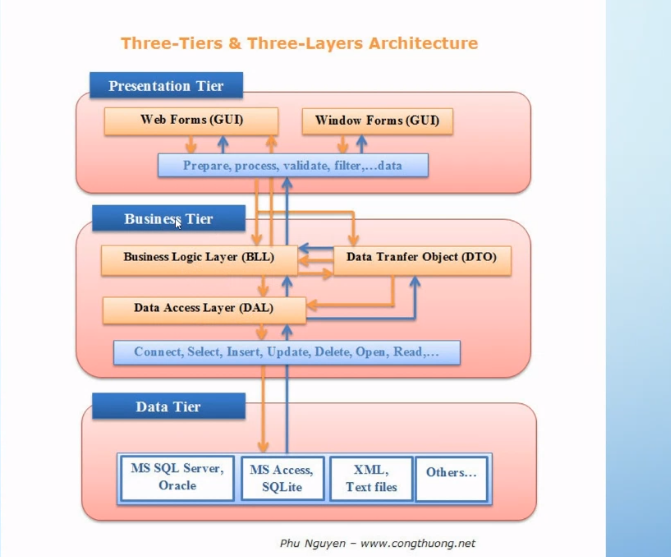 Three-Tiers & Three-Layers Architecture
Presentation Tier
Web Forms (GUI)
Window Forms (GUI)
Prepare, process, validate, filter,...data
Business Tier
Business Logic Layer (BLL)
Data Tranfer Object (DTO)
Data Access Layer (DAL)
Connect, Select, Insert, Update, Delete, Open, Read,...
Data Tier
MS SQL Server,
Oracle
MS Access,
SQLite
XML,
Text files
Others...
Phu Nguyen – www.congthuong.net